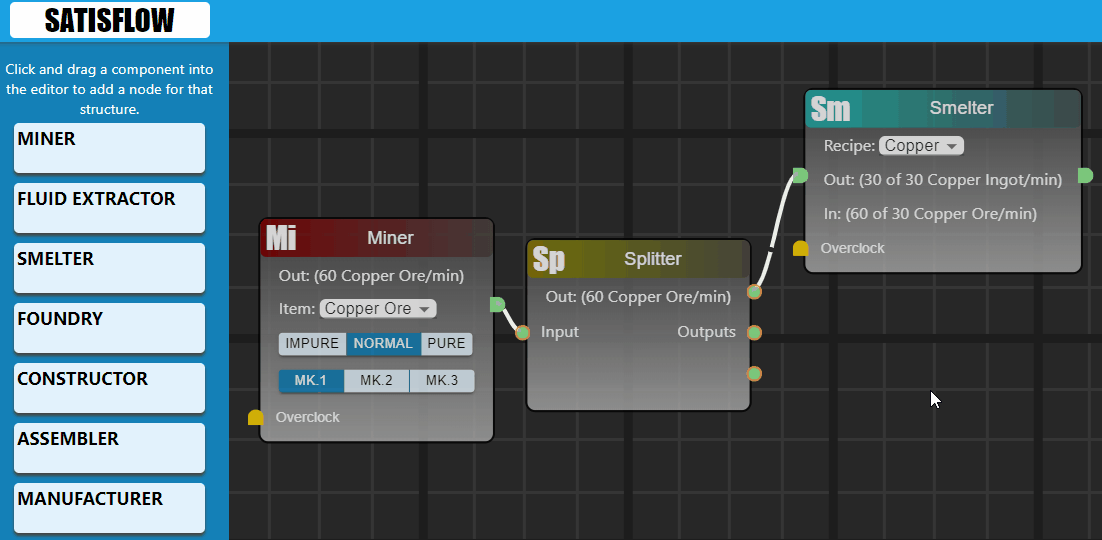 SATISFLOW
Click and drag a component into
the editor to add a node for that
structure.
MINER
FLUID EXTRACTOR
SMELTER
FOUNDRY
CONSTRUCTOR
ASSEMBLER
MANUFACTURER
Mi Miner
Out: (60 Copper Ore/min)
Item: Copper Ore
IMPURE NORMAL PURE
MK.1 MK.2 MK.3
Overclock
Sp Splitter
Out: (60 Copper Ore/min)
Input Outputs
Sm Smelter
Recipe: Copper
Out: (30 of 30 Copper Ingot/min)
In: (60 of 30 Copper Ore/min)
Overclock